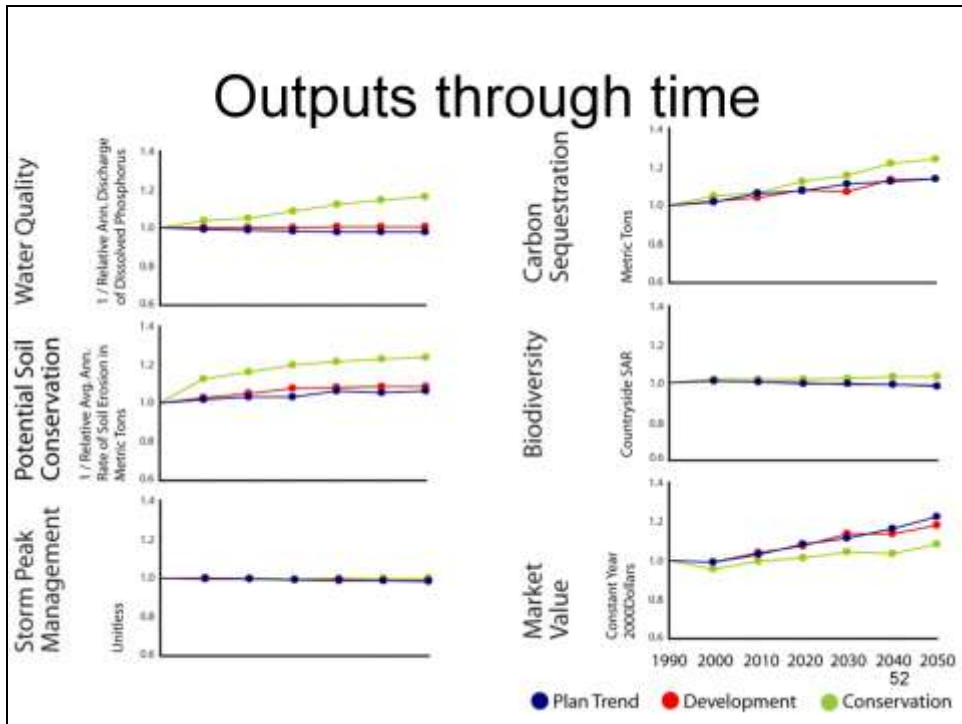 Outputs through time
Water Quality
1 / Relative Ann. Discharge
of Dissolved Phosphorus
1.4
1.2
1.0
0.8
0.6
Potential Soil
Conservation
1 / Relative Avg. Ann.
Rate of Soil Erosion in
Metric Tons
1.4
1.2
1.0
0.8
0.6
Storm Peak
Management
Unitless
1.4
1.2
1.0
0.8
0.6
Carbon
Sequestration
Metric Tons
1.4
1.2
1.0
0.8
0.6
Biodiversity
Countryside SAR
1.4
1.2
1.0
0.8
0.6
Market
Value
Constant Year
2000Dollars
1.4
1.2
1.0
0.8
0.6
1990 2000 2010 2020 2030 2040 2050
52
Plan Trend Development Conservation